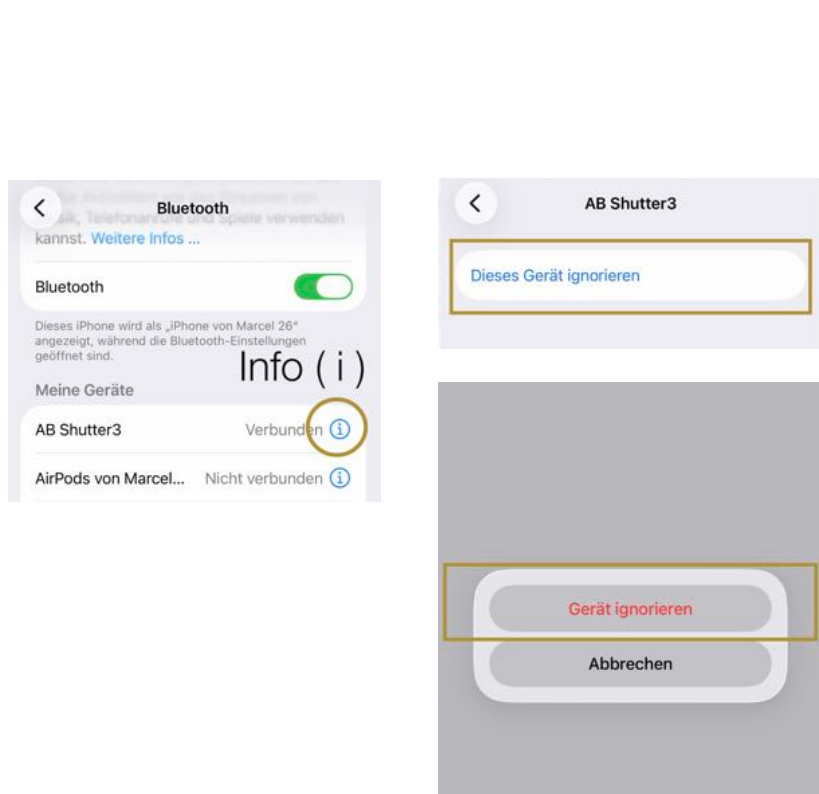 Bluetooth
kannst. Weitere Infos ...
Bluetooth
Dieses iPhone wird als „iPhone von Marcel 26“
angezeigt, während die Bluetooth-Einstellungen
geöffnet sind.
Info ( i )
Meine Geräte
AB Shutter3 Verbunden i
AirPods von Marcel... Nicht verbunden i
AB Shutter3
Dieses Gerät ignorieren
Gerät ignorieren
Abbrechen